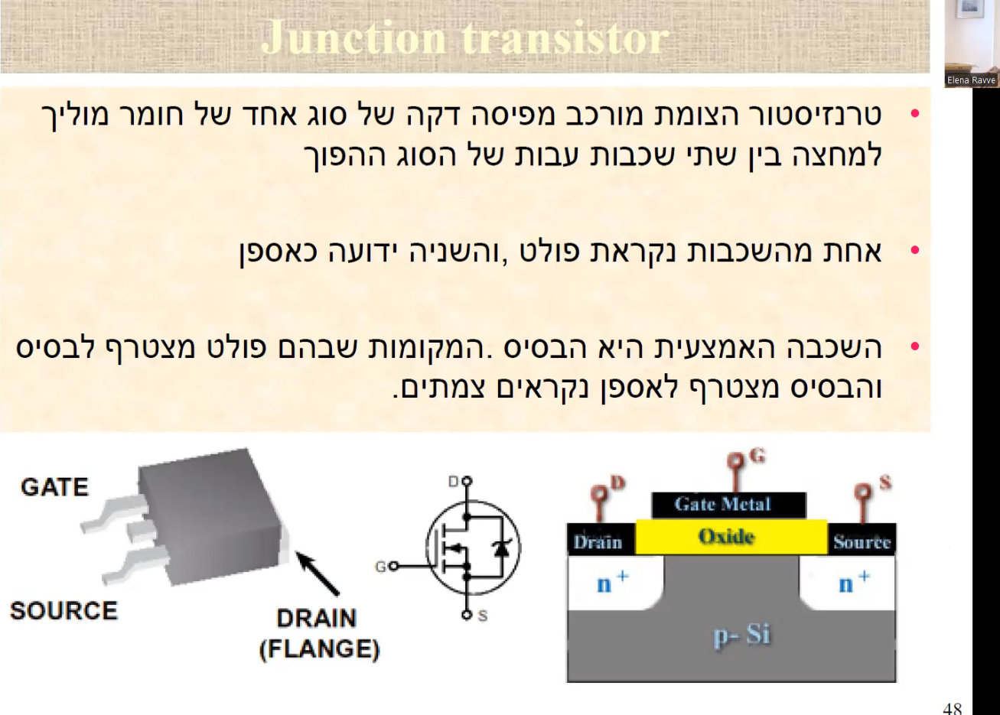 Junction transistor
Elena Ravve
• טרנזיסטור הצומת מורכב מפיסה דקה של סוג אחד של חומר מוליך
למחצה בין שתי שכבות עבות של הסוג ההפוך
• אחת מהשכבות נקראת פולט ,והשניה ידועה כאספן
• השכבה האמצעית היא הבסיס .המקומות שבהם פולט מצטרף לבסיס
והבסיס מצטרף לאספן נקראים צמתים.
GATE
SOURCE
DRAIN
(FLANGE)
D
G
S
G
D
S
Gate Metal
Drain
Oxide
Source
n+
n+
p- Si
48